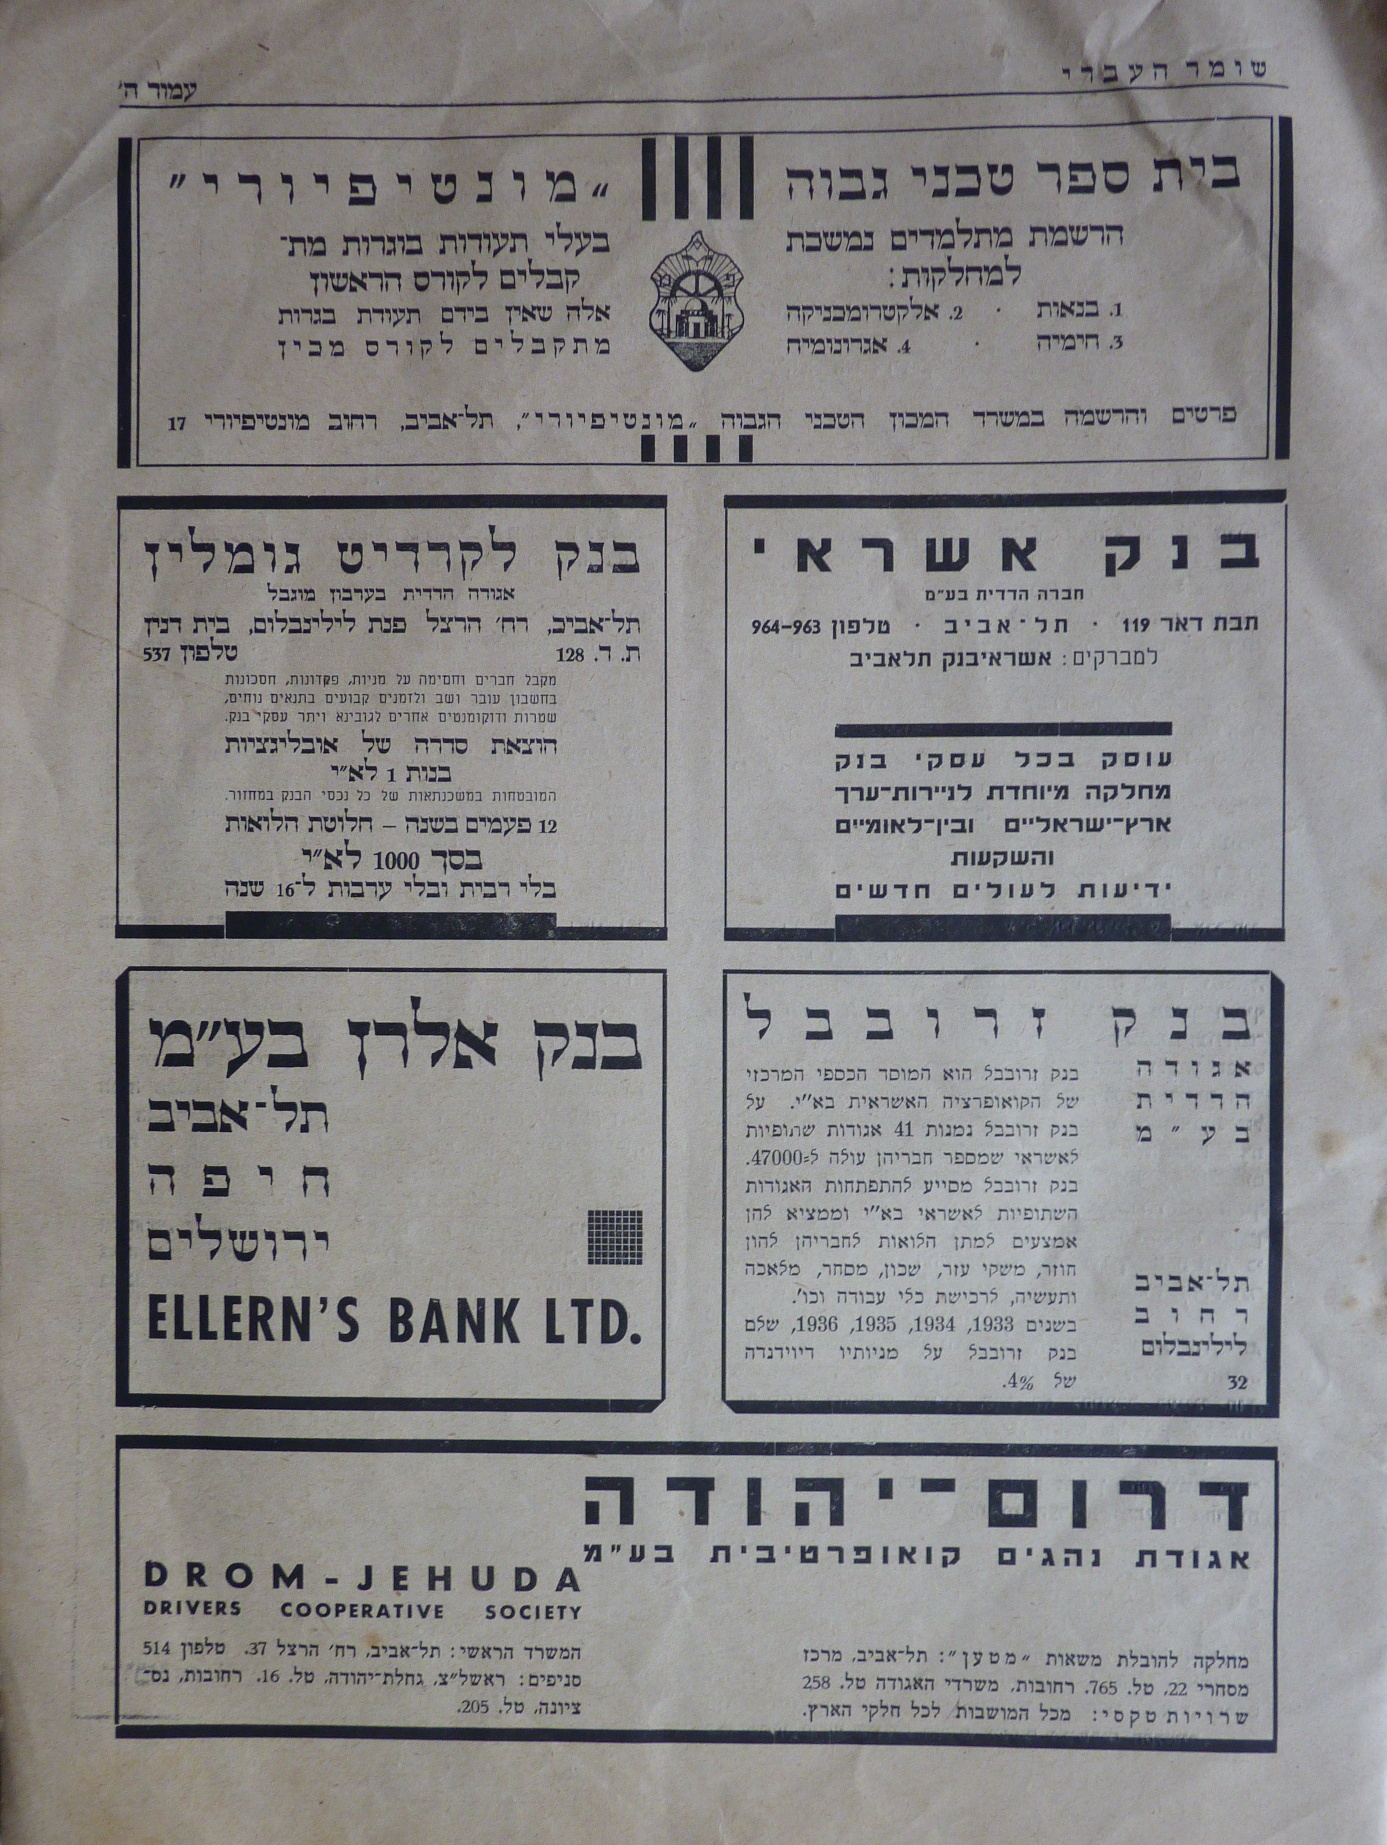 שומר העברי
עמוד ה׳
בית ספר טכני גבוה
„מונטיפיורי"
הרשמת מתלמדים נמשכת
למחלקות:
1. בנאות · 2. אלקטרומכניקה
3. חימיה · 4. אגרונומיה
בעלי תעודות בוגרות מת־
קבלים לקורס הראשון
אלה שאין בידם תעודת בגרות
מתקבלים לקורס מכין
פרטים והרשמה במשרד המכון הטכני הגבוה „מונטיפיורי", תל־אביב, רחוב מונטיפיורי 17
בנק אשראי
חברה הדדית בע"מ
תבת דאר 119 · תל־אביב · טלפון 963–964
למברקים: אשראיבנק תלאביב
עוסק בכל עסקי בנק
מחלקה מיוחדת לניירות־ערך
ארץ־ישראליים ובין־לאומיים
והשקעות
ידיעות לעולים חדשים
בנק לקרדיט גומלין
אגודה הדדית בערבון מוגבל
תל־אביב, רח׳ הרצל פנת לילינבלום, בית דנין
ת. ד. 128 טלפון 537
מקבל חברים וחתימה על מניות, פקדונות, חסכונות
בחשבון עובר ושב ולזמנים קבועים בתנאים נוחים,
שטרות ודוקומנטים אחרים לגובינא ויתר עסקי בנק.
הוצאת סדרה של אובליגציות
בנות 1 לא"י
המובטחות במשכנתאות של כל נכסי הבנק במחזור.
12 פעמים בשנה – חלוקת הלואות
בסך 1000 לא"י
בלי רבית ובלי ערבות ל־16 שנה
בנק זרובבל
אגודה
הדדית
בע"מ
תל־אביב
רחוב
לילינבלום
32
בנק זרובבל הוא המוסד הכספי המרכזי
של הקואופרציה האשראית בא"י. על
בנק זרובבל נמנות 41 אגודות שתופיות
לאשראי שמספר חבריהן עולה ל־47000.
בנק זרובבל מסייע להתפתחות האגודות
השתופיות לאשראי בא"י וממציא להן
אמצעים למתן הלואות לחבריהן להון
חוזר, משקי עזר, שכון, מסחר, מלאכה
ותעשיה, לרכישת כלי עבודה וכו'.
בשנים 1933, 1934, 1935, 1936, שלם
בנק זרובבל על מניותיו דיוידנדה
של 4%.
בנק אלרן בע"מ
תל־אביב
חיפה
ירושלים
ELLERN'S BANK LTD.
דרום־יהודה
אגודת נהגים קואופרטיבית בע"מ
DROM-JEHUDA
DRIVERS COOPERATIVE SOCIETY
מחלקה להובלת משאות „מטען": תל־אביב, מרכז
מסחרי 22, טל. 765. רחובות, משרדי האגודה טל. 258
שרויות טקסי: מכל המושבות לכל חלקי הארץ.
המשרד הראשי: תל־אביב, רח׳ הרצל 37. טלפון 514
סניפים: ראשל"צ, נחלת־יהודה, טל. 16. רחובות, נס־
ציונה, טל. 205.